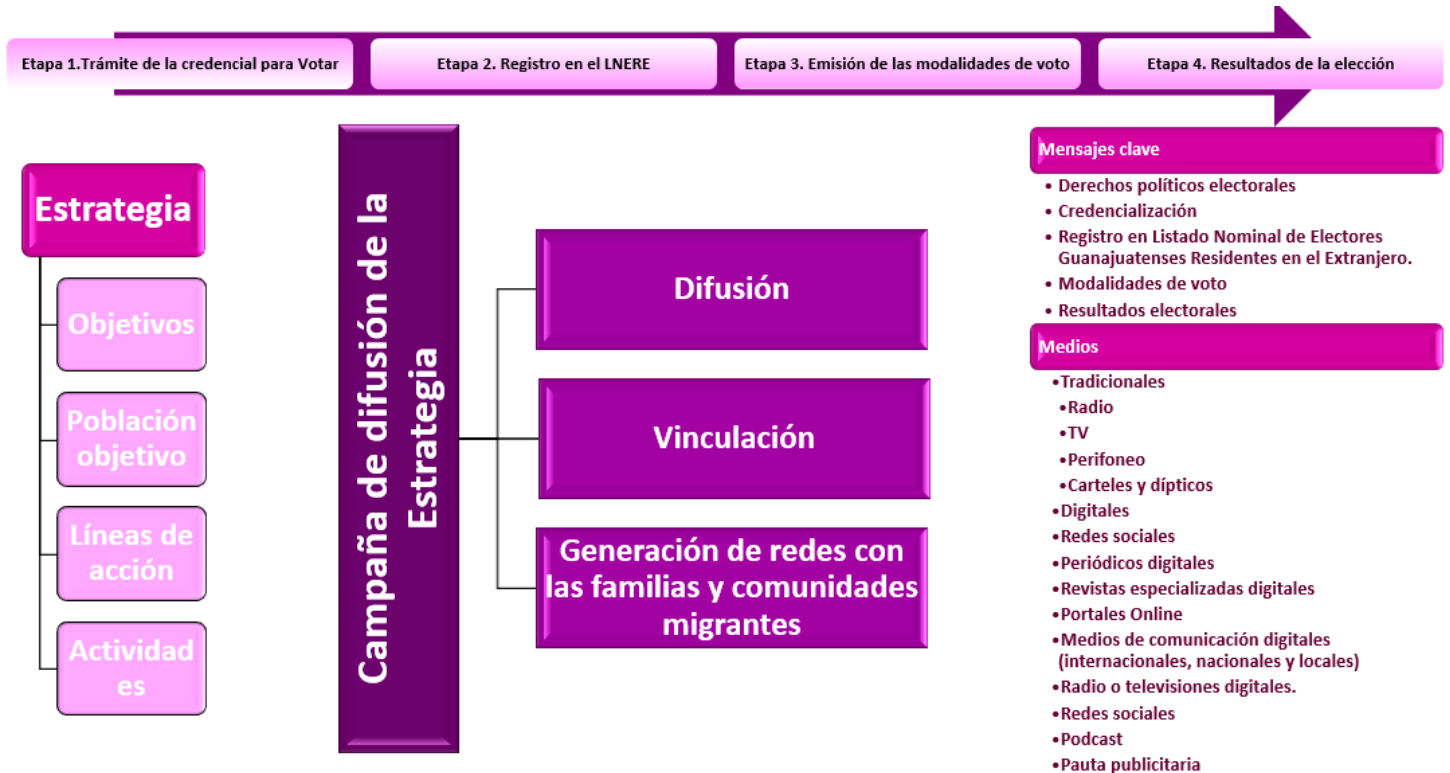 Etapa 1.Trámite de la credencial para Votar
Etapa 2. Registro en el LNERE
Etapa 3. Emisión de las modalidades de voto
Etapa 4. Resultados de la elección
Estrategia
Objetivos
Población
objetivo
Líneas de
acción
Actividad
es
Campaña de difusión de la
Estrategia
Difusión
Vinculación
Generación de redes con
las familias y comunidades
migrantes
Mensajes clave
• Derechos políticos electorales
• Credencialización
• Registro en Listado Nominal de Electores
Guanajuatenses Residentes en el Extranjero.
• Modalidades de voto
• Resultados electorales
Medios
•Tradicionales
•Radio
•TV
•Perifoneo
•Carteles y dípticos
•Digitales
•Redes sociales
•Periódicos digitales
•Revistas especializadas digitales
•Portales Online
•Medios de comunicación digitales
(internacionales, nacionales y locales)
•Radio o televisiones digitales.
•Redes sociales
•Podcast
•Pauta publicitaria